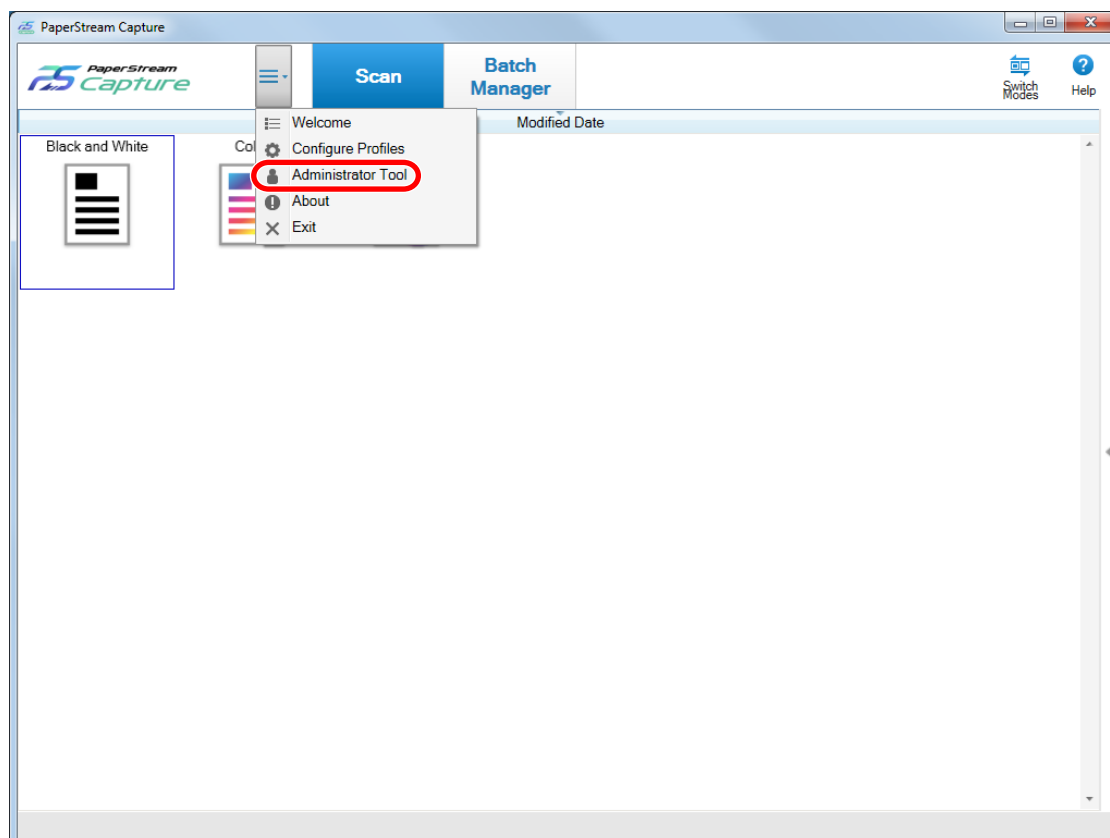 PaperStream Capture
PaperStream
Capture
Scan
Batch
Manager
Switch
Modes
Help
Modified Date
Welcome
Configure Profiles
Administrator Tool
About
Exit
Black and White
Col